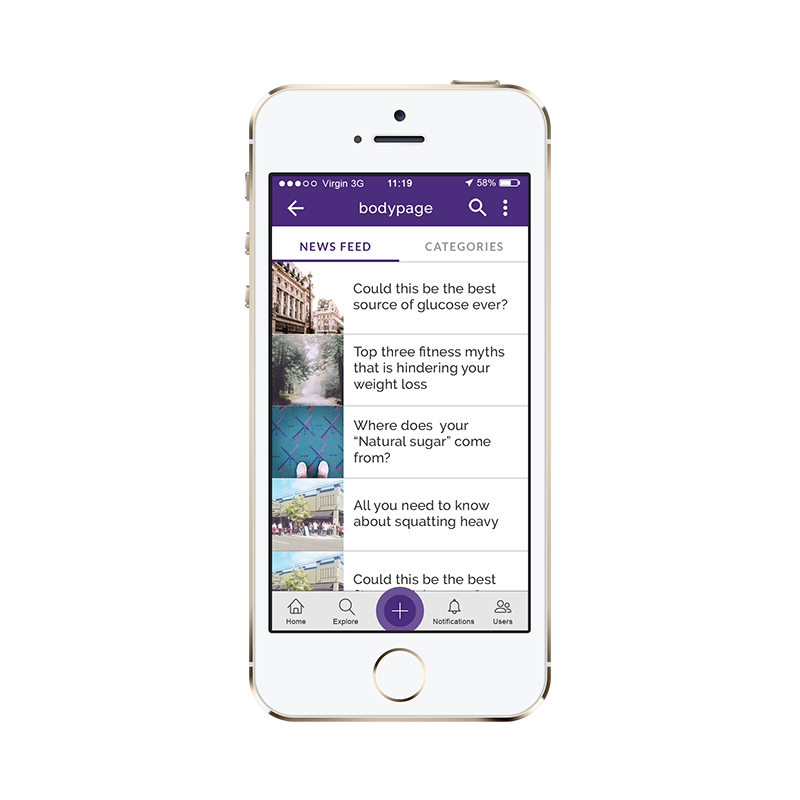 Virgin 3G 11:19 58%
bodypage
NEWS FEED CATEGORIES
Could this be the best
source of glucose ever?
Top three fitness myths
that is hindering your
weight loss
Where does your
“Natural sugar” come
from?
All you need to know
about squatting heavy
Could this be the best
Home Explore Notifications Users